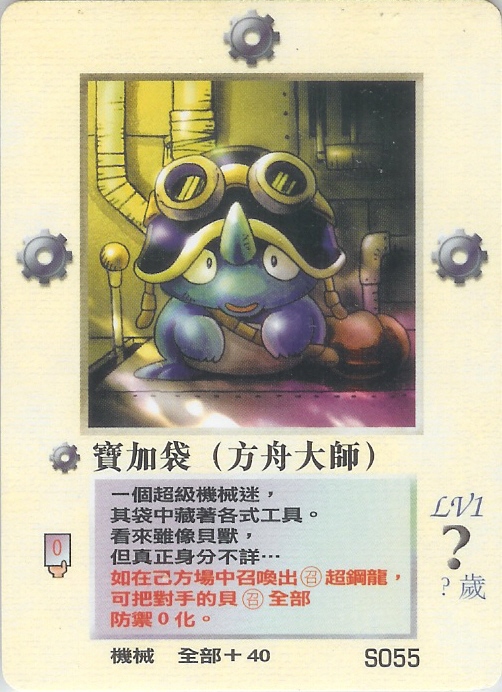 寶加袋（方舟大師）
一個超級機械迷，
其袋中藏著各式工具。
看來雖像貝獸，
但真正身分不詳…
如在己方場中召喚出㊁超鋼龍，
可把對手的貝㊁全部
防禦0化。
0
LV1
?
?歲
機械 全部＋40
S055